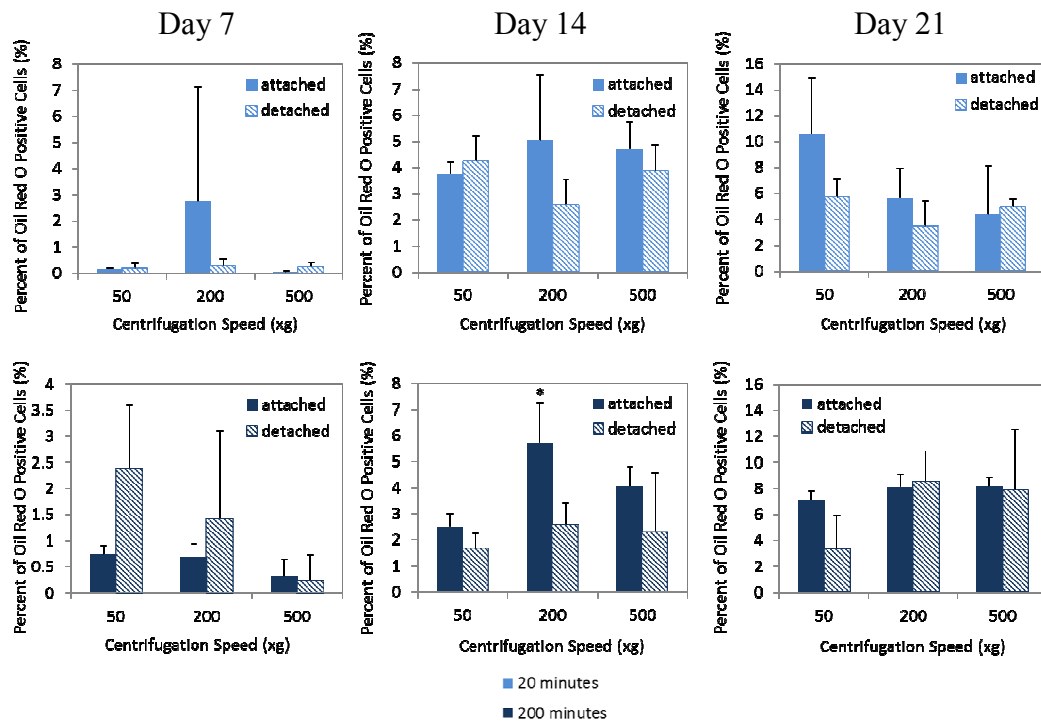 Day 7
Day 14
Day 21
Percent of Oil Red O Positive Cells (%)
8
7
6
5
4
3
2
1
0
attached
detached
50 200 500
Centrifugation Speed (xg)
Percent of Oil Red O Positive Cells (%)
8
7
6
5
4
3
2
1
0
attached
detached
50 200 500
Centrifugation Speed (xg)
Percent of Oil Red O Positive Cells (%)
16
14
12
10
8
6
4
2
0
attached
detached
50 200 500
Centrifugation Speed (xg)
Percent of Oil Red O Positive Cells (%)
4
3.5
3
2.5
2
1.5
1
0.5
0
attached
detached
50 200 500
Centrifugation Speed (xg)
Percent of Oil Red O Positive Cells (%)
8
7
6
5
4
3
2
1
0
*
attached
detached
50 200 500
Centrifugation Speed (xg)
Percent of Oil Red O Positive Cells (%)
16
14
12
10
8
6
4
2
0
attached
detached
50 200 500
Centrifugation Speed (xg)
20 minutes
200 minutes